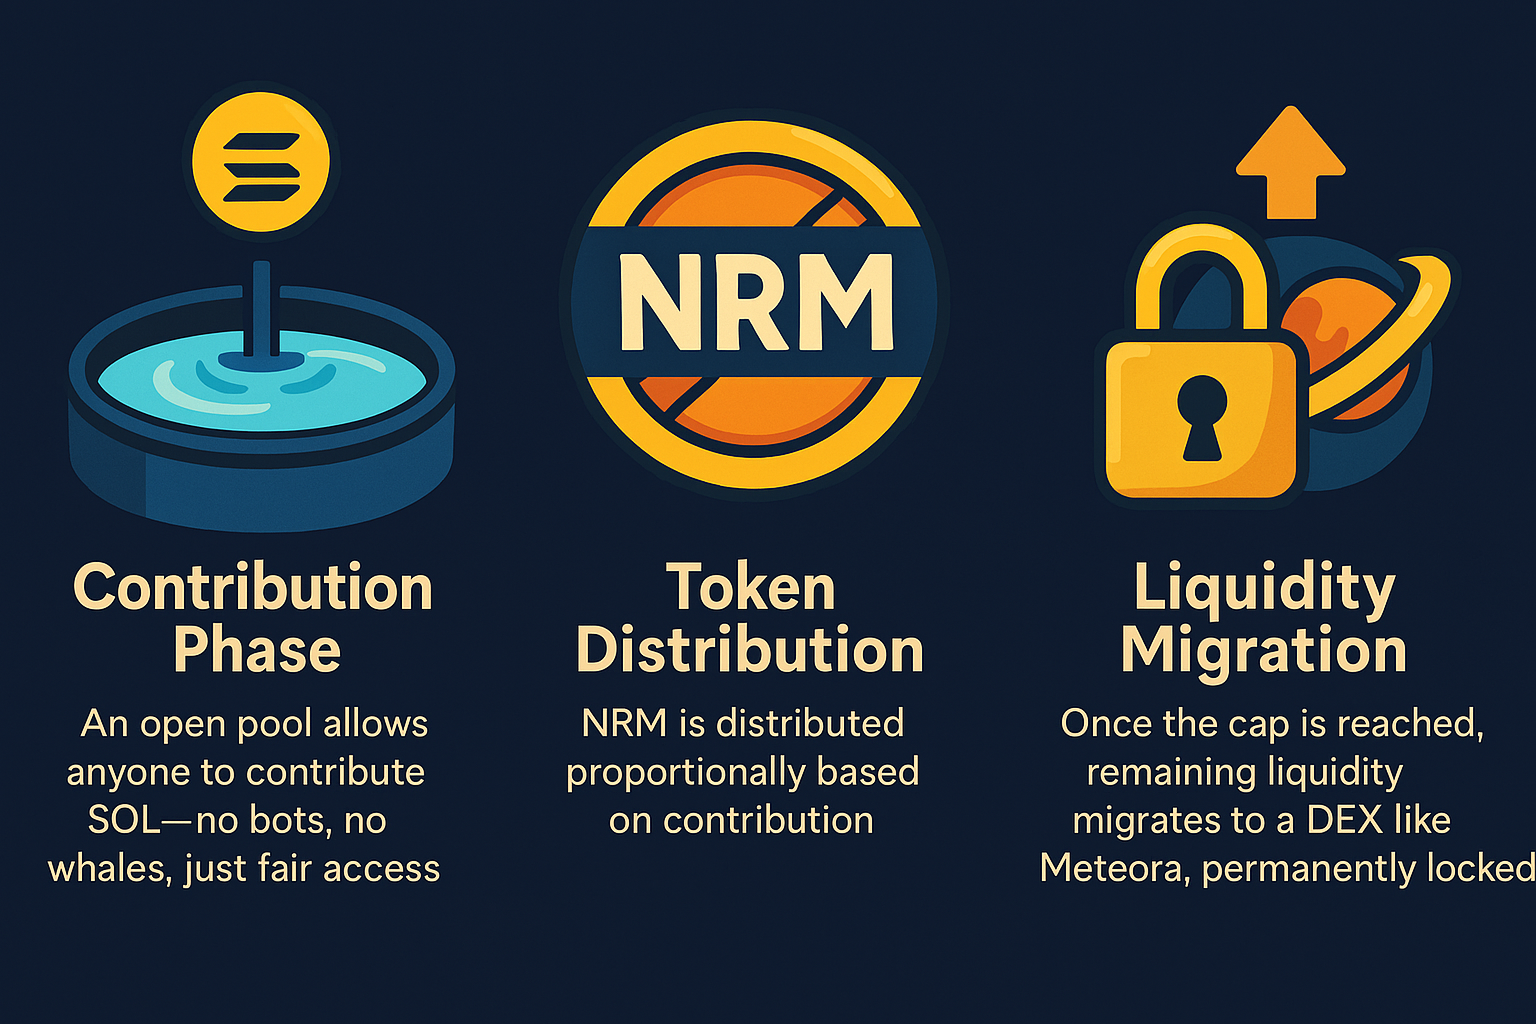 NRM
Contribution
Phase
An open pool allows
anyone to contribute
SOL—no bots, no
whales, just fair access
Token
Distribution
NRM is distributed
proportionally based
on contribution
Liquidity
Migration
Once the cap is reached,
remaining liquidity
migrates to a DEX like
Meteora, permanently locked